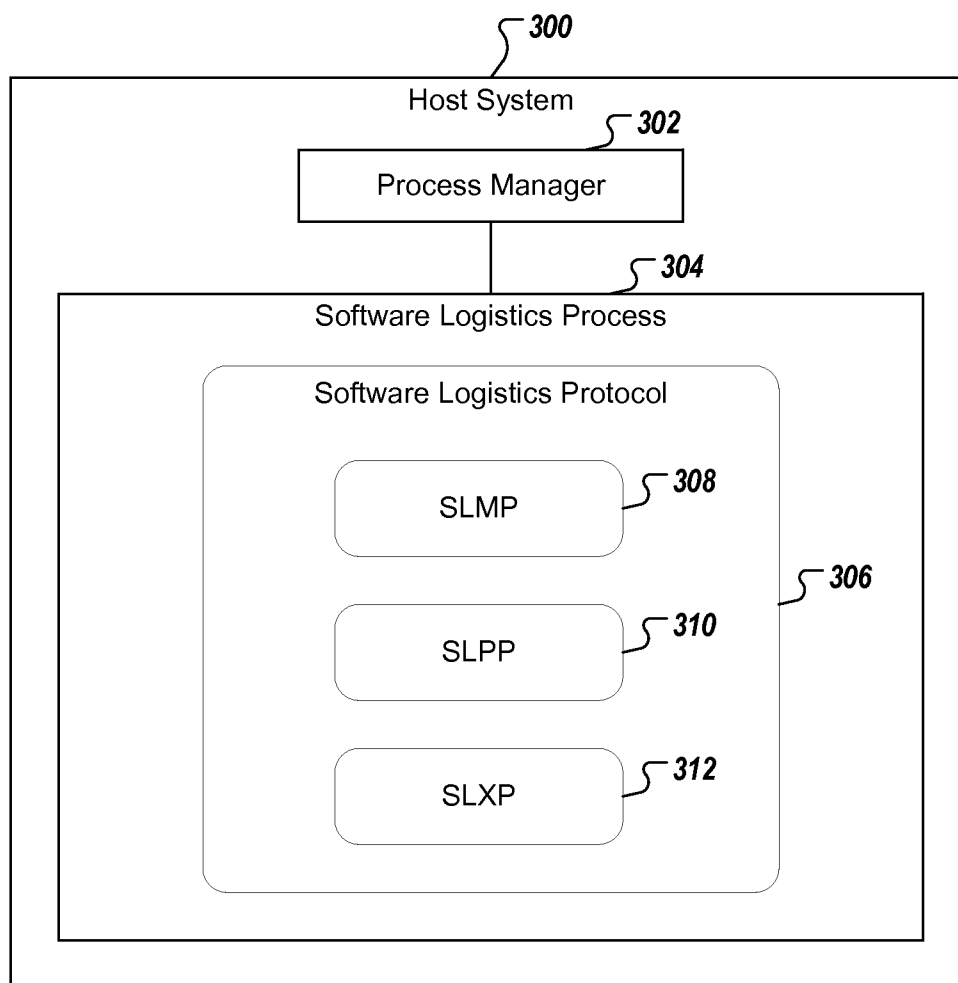 300
Host System
302
Process Manager
304
Software Logistics Process
Software Logistics Protocol
SLMP
308
306
SLPP
310
SLXP
312